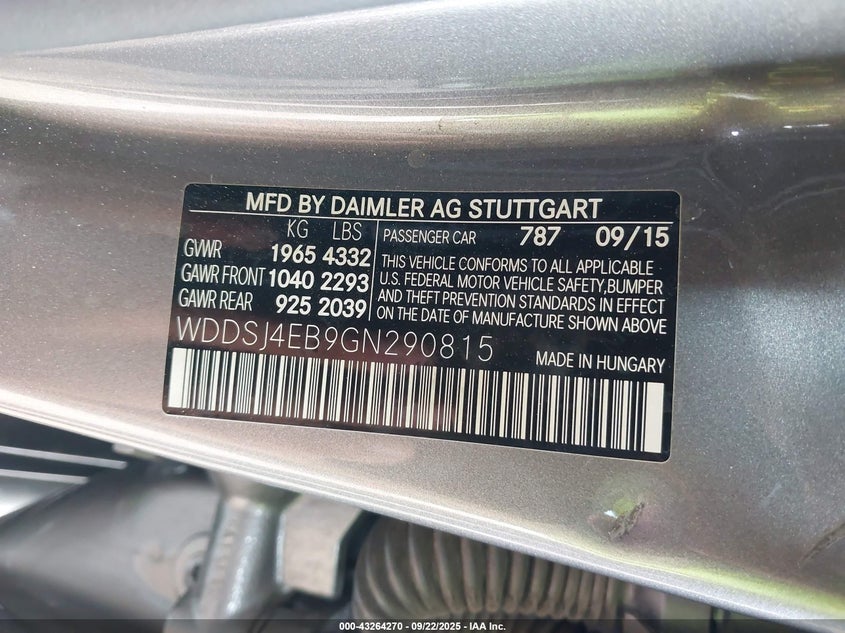 MFD BY DAIMLER AG STUTTGART
KG LBS
GVWR 1965 4332
GAWR FRONT 1040 2293
GAWR REAR 925 2039
PASSENGER CAR 787 09/15
THIS VEHICLE CONFORMS TO ALL APPLICABLE
U.S. FEDERAL MOTOR VEHICLE SAFETY,BUMPER
AND THEFT PREVENTION STANDARDS IN EFFECT
ON THE DATE OF MANUFACTURE SHOWN ABOVE
WDDSJ4EB9GN290815
MADE IN HUNGARY
000-43264270 - 09/22/2025 - IAA Inc.